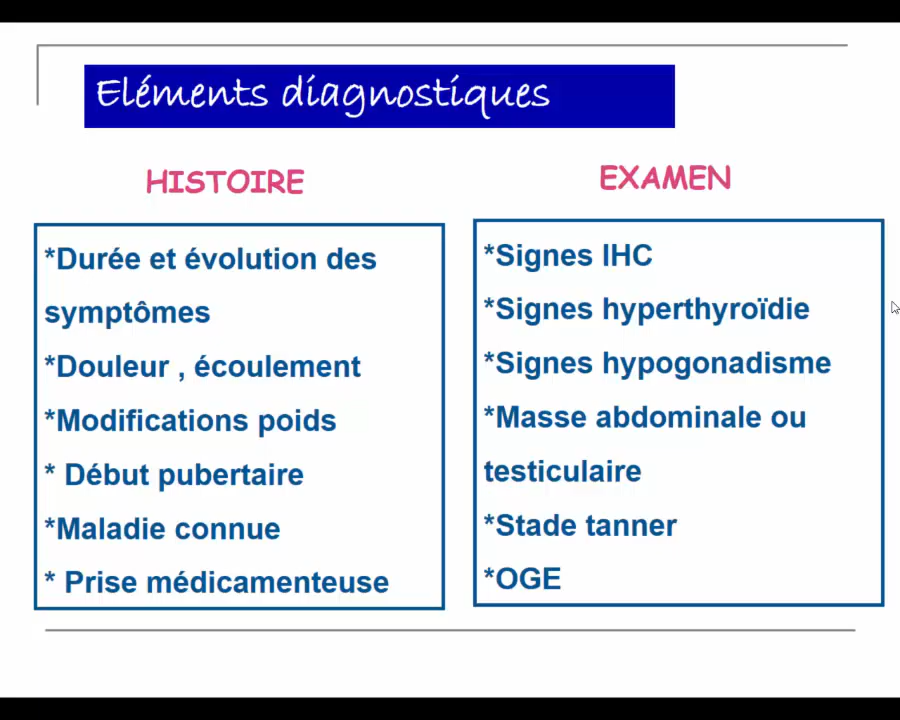 Eléments diagnostiques
HISTOIRE
*Durée et évolution des
symptômes
*Douleur , écoulement
*Modifications poids
* Début pubertaire
*Maladie connue
* Prise médicamenteuse
EXAMEN
*Signes IHC
*Signes hyperthyroïdie
*Signes hypogonadisme
*Masse abdominale ou
testiculaire
*Stade tanner
*OGE